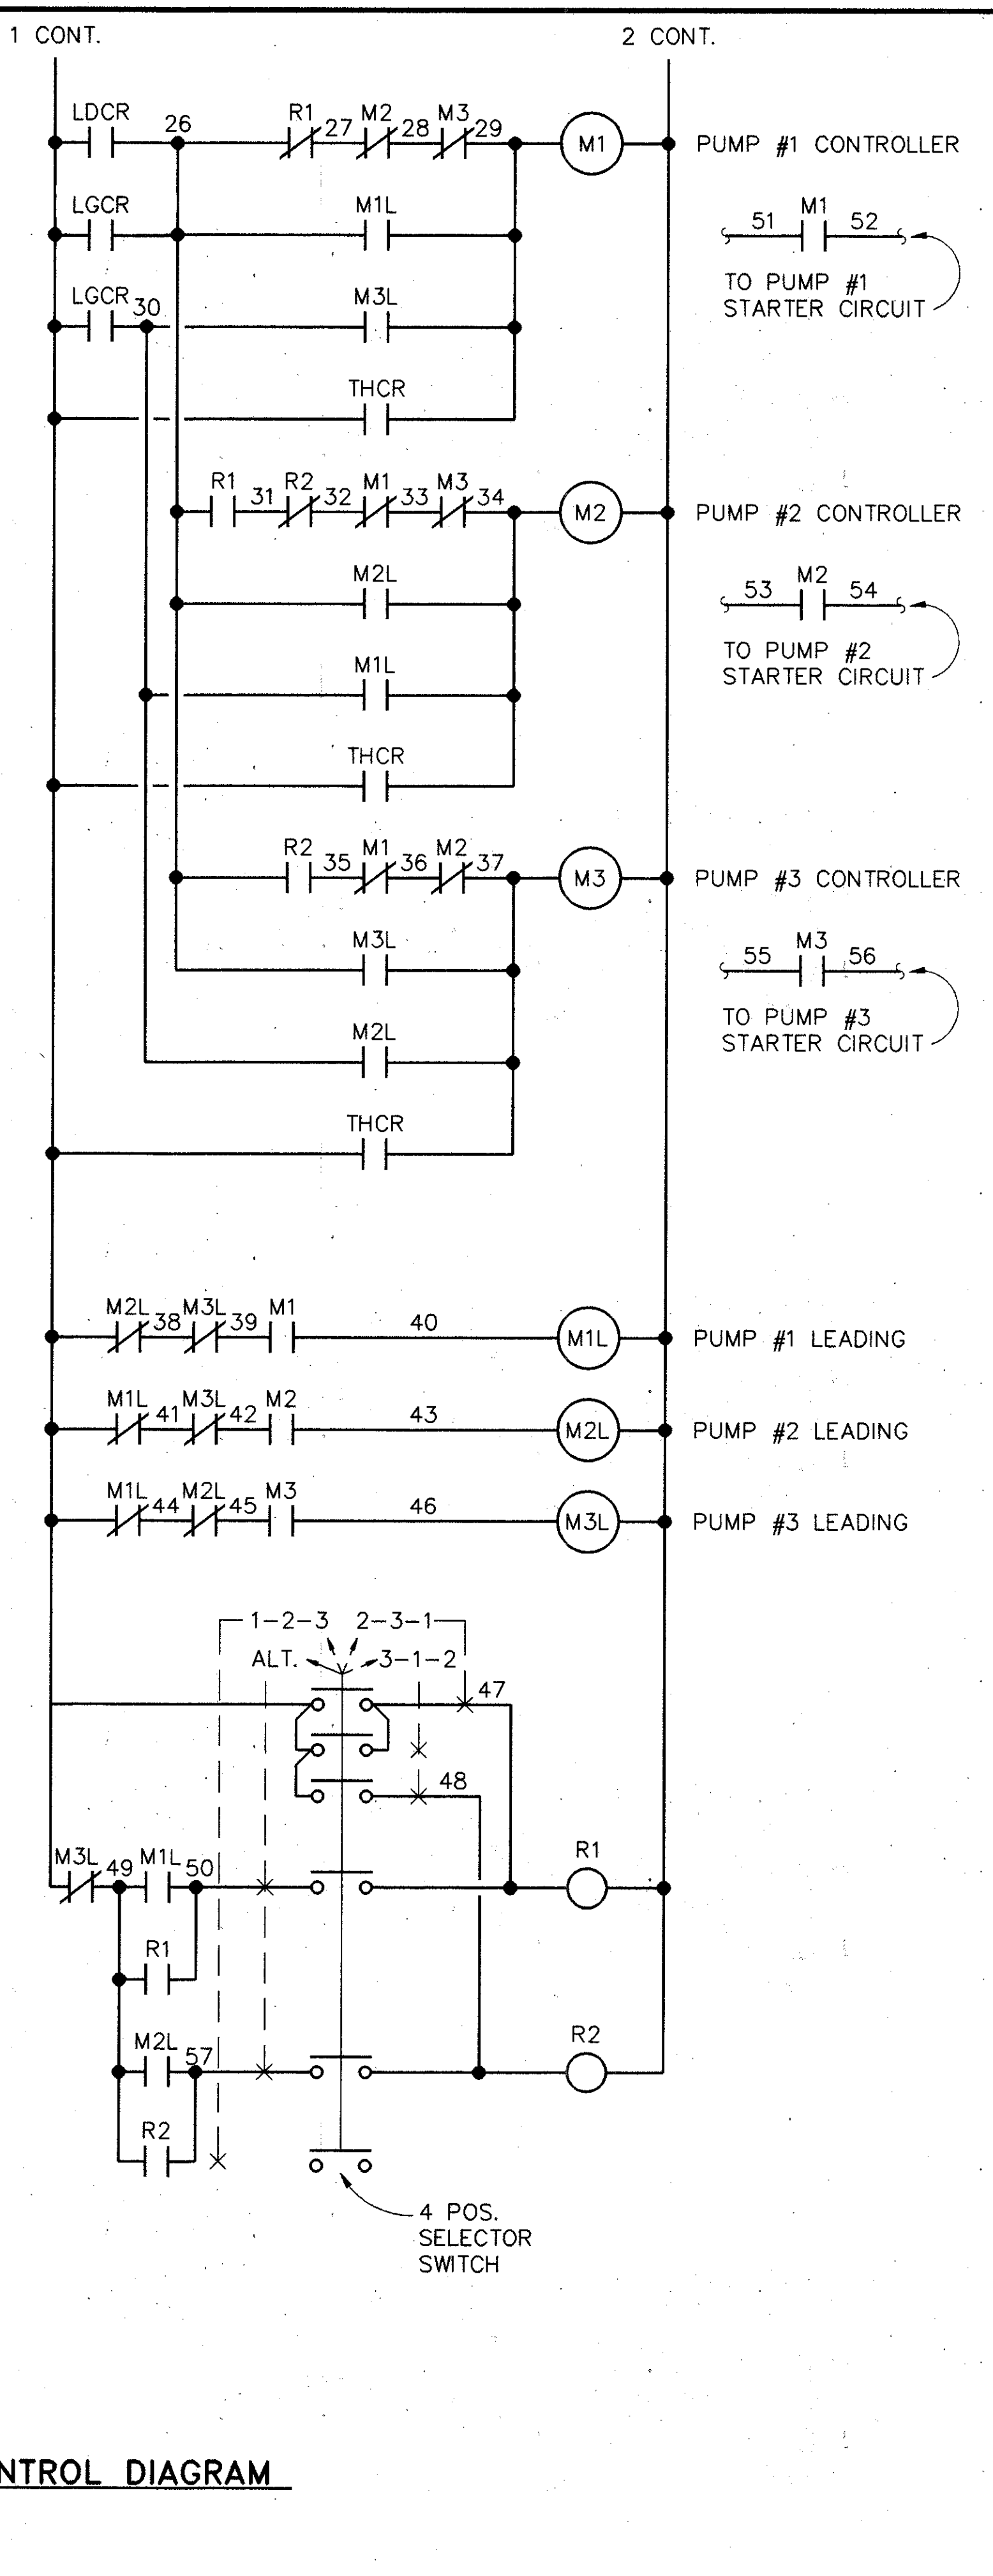 1 CONT. 2 CONT.
LDCR 26 R1 27 M2 28 M3 29 M1 PUMP #1 CONTROLLER
LGCR M1L 51 M1 52
TO PUMP #1
STARTER CIRCUIT
LGCR 30 M3L
THCR
R1 31 R2 32 M1 33 M3 34 M2 PUMP #2 CONTROLLER
M2L 53 M2 54
TO PUMP #2
STARTER CIRCUIT
M1L
THCR
R2 35 M1 36 M2 37 M3 PUMP #3 CONTROLLER
M3L 55 M3 56
TO PUMP #3
STARTER CIRCUIT
M2L
THCR
M2L 38 M3L 39 M1 40 M1L PUMP #1 LEADING
M1L 41 M3L 42 M2 43 M2L PUMP #2 LEADING
M1L 44 M2L 45 M3 46 M3L PUMP #3 LEADING
1-2-3 2-3-1
ALT. 3-1-2
47
48
M3L 49 M1L 50 R1
R1
M2L 57 R2
R2
4 POS.
SELECTOR
SWITCH
NTROL DIAGRAM